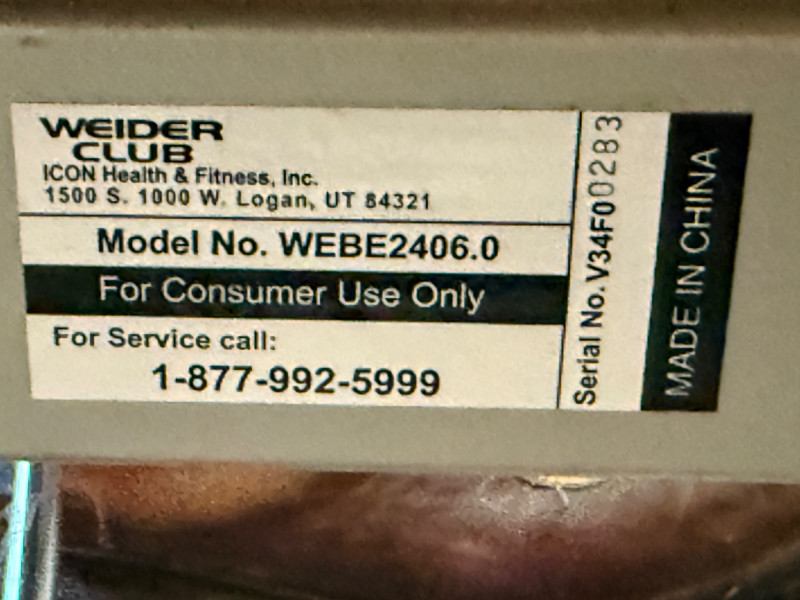 WEIDER
CLUB
ICON Health & Fitness, Inc.
1500 S. 1000 W. Logan, UT 84321
Model No. WEBE2406.0
For Consumer Use Only
For Service call:
1-877-992-5999
Serial No. V34F00283
MADE IN CHINA